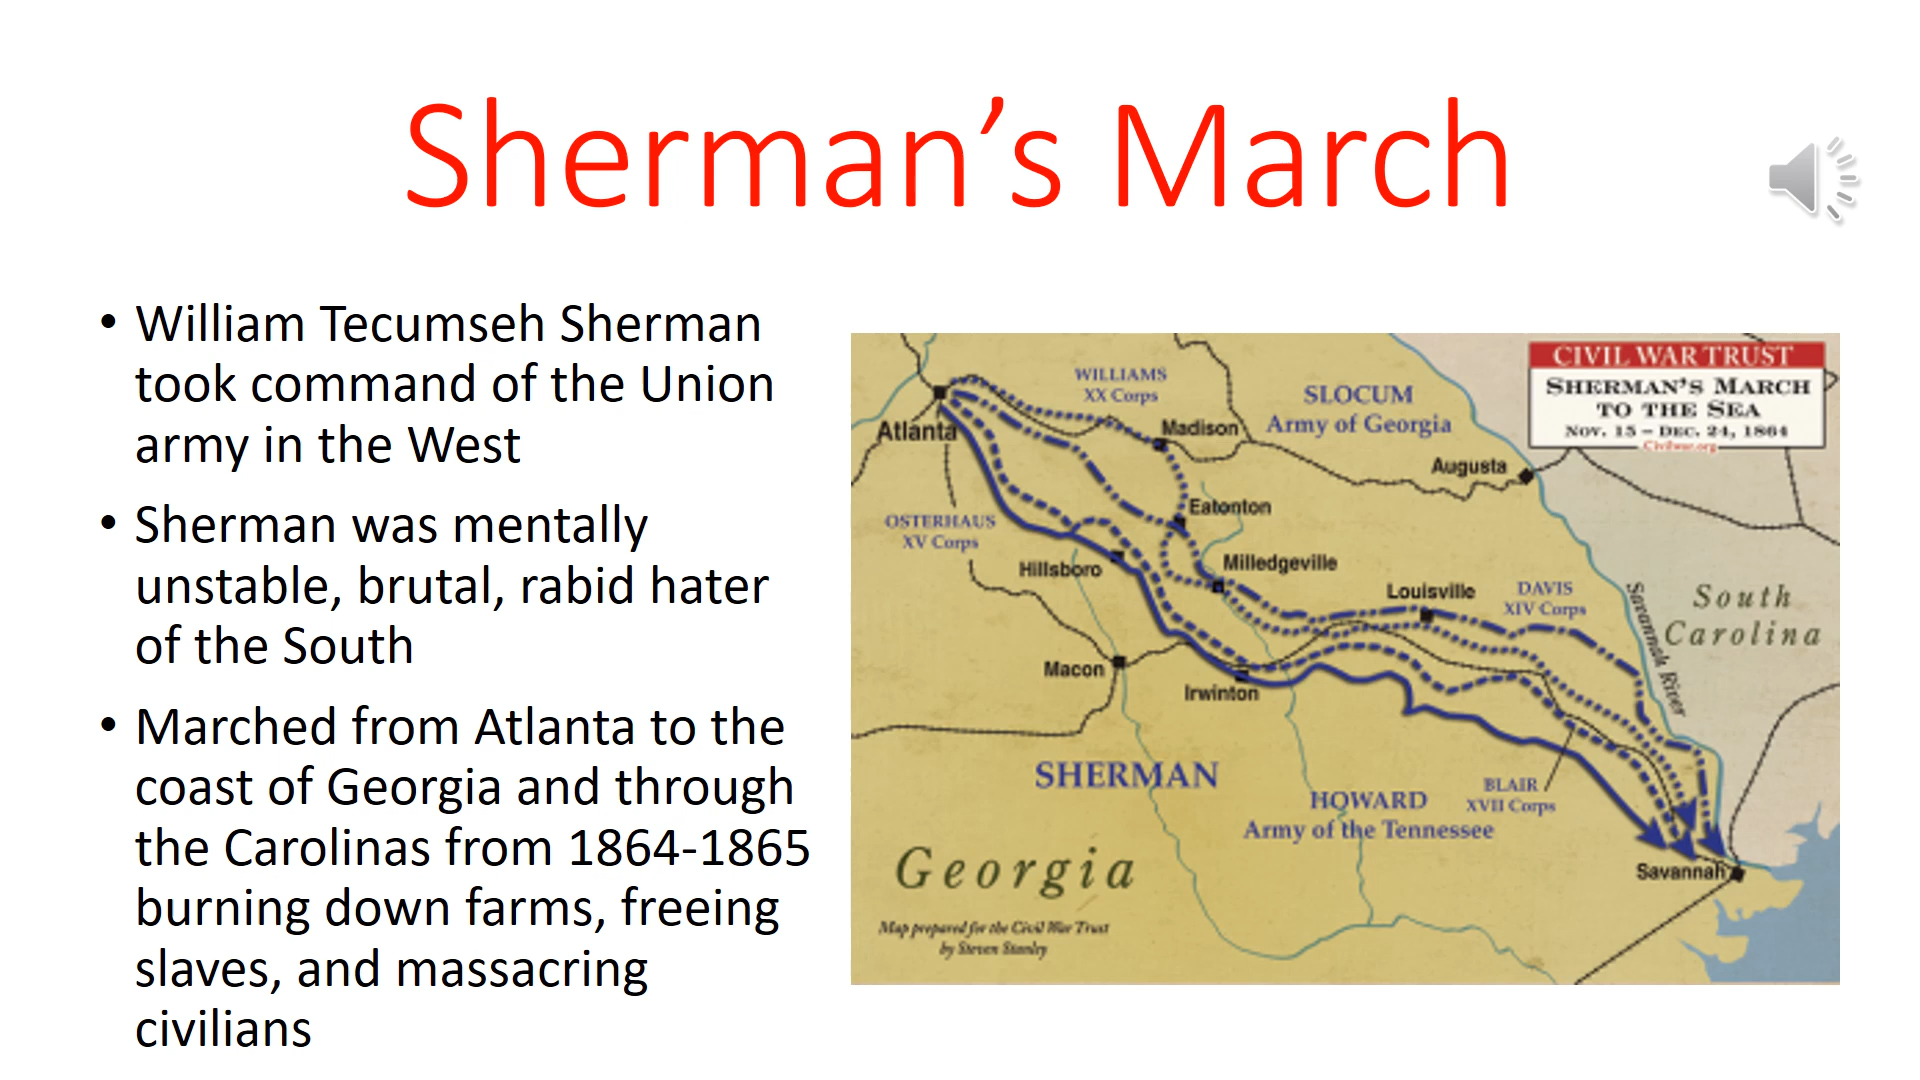 Sherman’s March
• William Tecumseh Sherman
took command of the Union
army in the West
• Sherman was mentally
unstable, brutal, rabid hater
of the South
• Marched from Atlanta to the
coast of Georgia and through
the Carolinas from 1864-1865
burning down farms, freeing
slaves, and massacring
civilians
CIVIL WAR TRUST
SHERMAN’S MARCH
TO THE SEA
NOV. 15 – DEC. 24, 1864
Civilwar.org
WILLIAMS
XX Corps
SLOCUM
Army of Georgia
Atlanta
Madison
Augusta
Eatonton
OSTERHAUS
XV Corps
Hillsboro
Milledgeville
Louisville
DAVIS
XIV Corps
Savannah River
South
Carolina
Macon
Irwinton
SHERMAN
HOWARD
Army of the Tennessee
BLAIR
XVII Corps
Georgia
Savannah
Map prepared for the Civil War Trust
by Steven Stanley